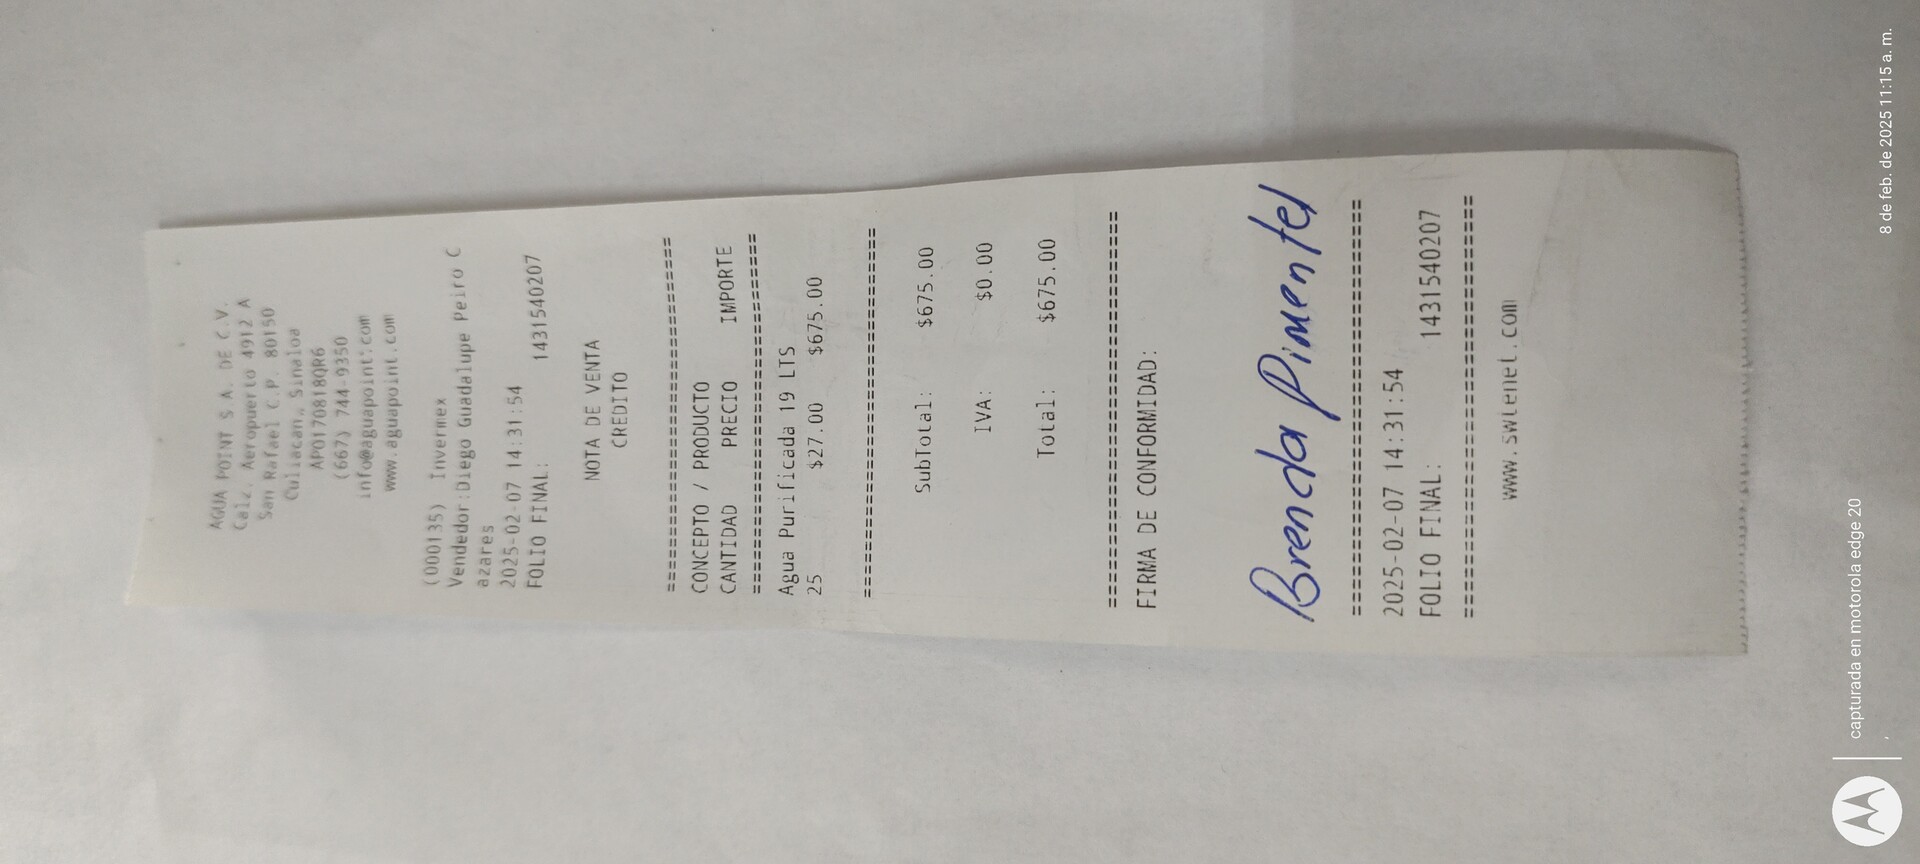 AGUA POINT S.A. DE C.V.
Calz. Aeropuerto 4912 A
San Rafael C.P. 80150
Culiacan., Sinaloa
APO170818QR6
(667) 744-9350
info@aguapoint.com
www.aguapoint.com
(000135) Invermex
Vendedor:Diego Guadalupe Peiro C
azares
2025-02-07 14:31:54
FOLIO FINAL: 1431540207
NOTA DE VENTA
CREDITO
================================
CONCEPTO / PRODUCTO
CANTIDAD PRECIO IMPORTE
================================
Agua Purificada 19 LTS
25 $27.00 $675.00
================================
SubTotal: $675.00
IVA: $0.00
Total: $675.00
================================
FIRMA DE CONFORMIDAD:
Brenda Pimentel
================================
2025-02-07 14:31:54
FOLIO FINAL: 1431540207
================================
www.swtenet.com
capturada en motorola edge 20
8 de feb. de 2025 11:15 a. m.